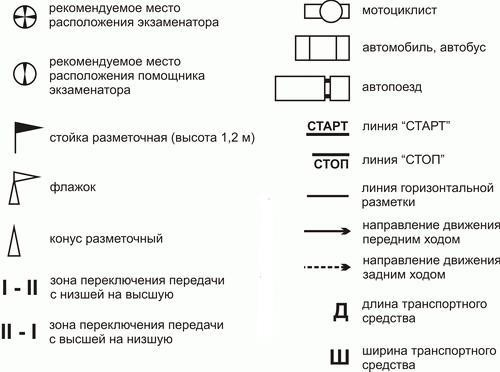 рекомендуемое место
расположения экзаменатора
рекомендуемое место
расположения помощника
экзаменатора
стойка разметочная (высота 1,2 м)
флажок
конус разметочный
I - II зона переключения передачи
с низшей на высшую
II - I зона переключения передачи
с высшей на низшую
мотоциклист
автомобиль, автобус
автопоезд
СТАРТ линия “СТАРТ”
СТОП линия “СТОП”
линия горизонтальной
разметки
направление движения
передним ходом
направление движения
задним ходом
Д длина транспортного
средства
Ш ширина транспортного
средства